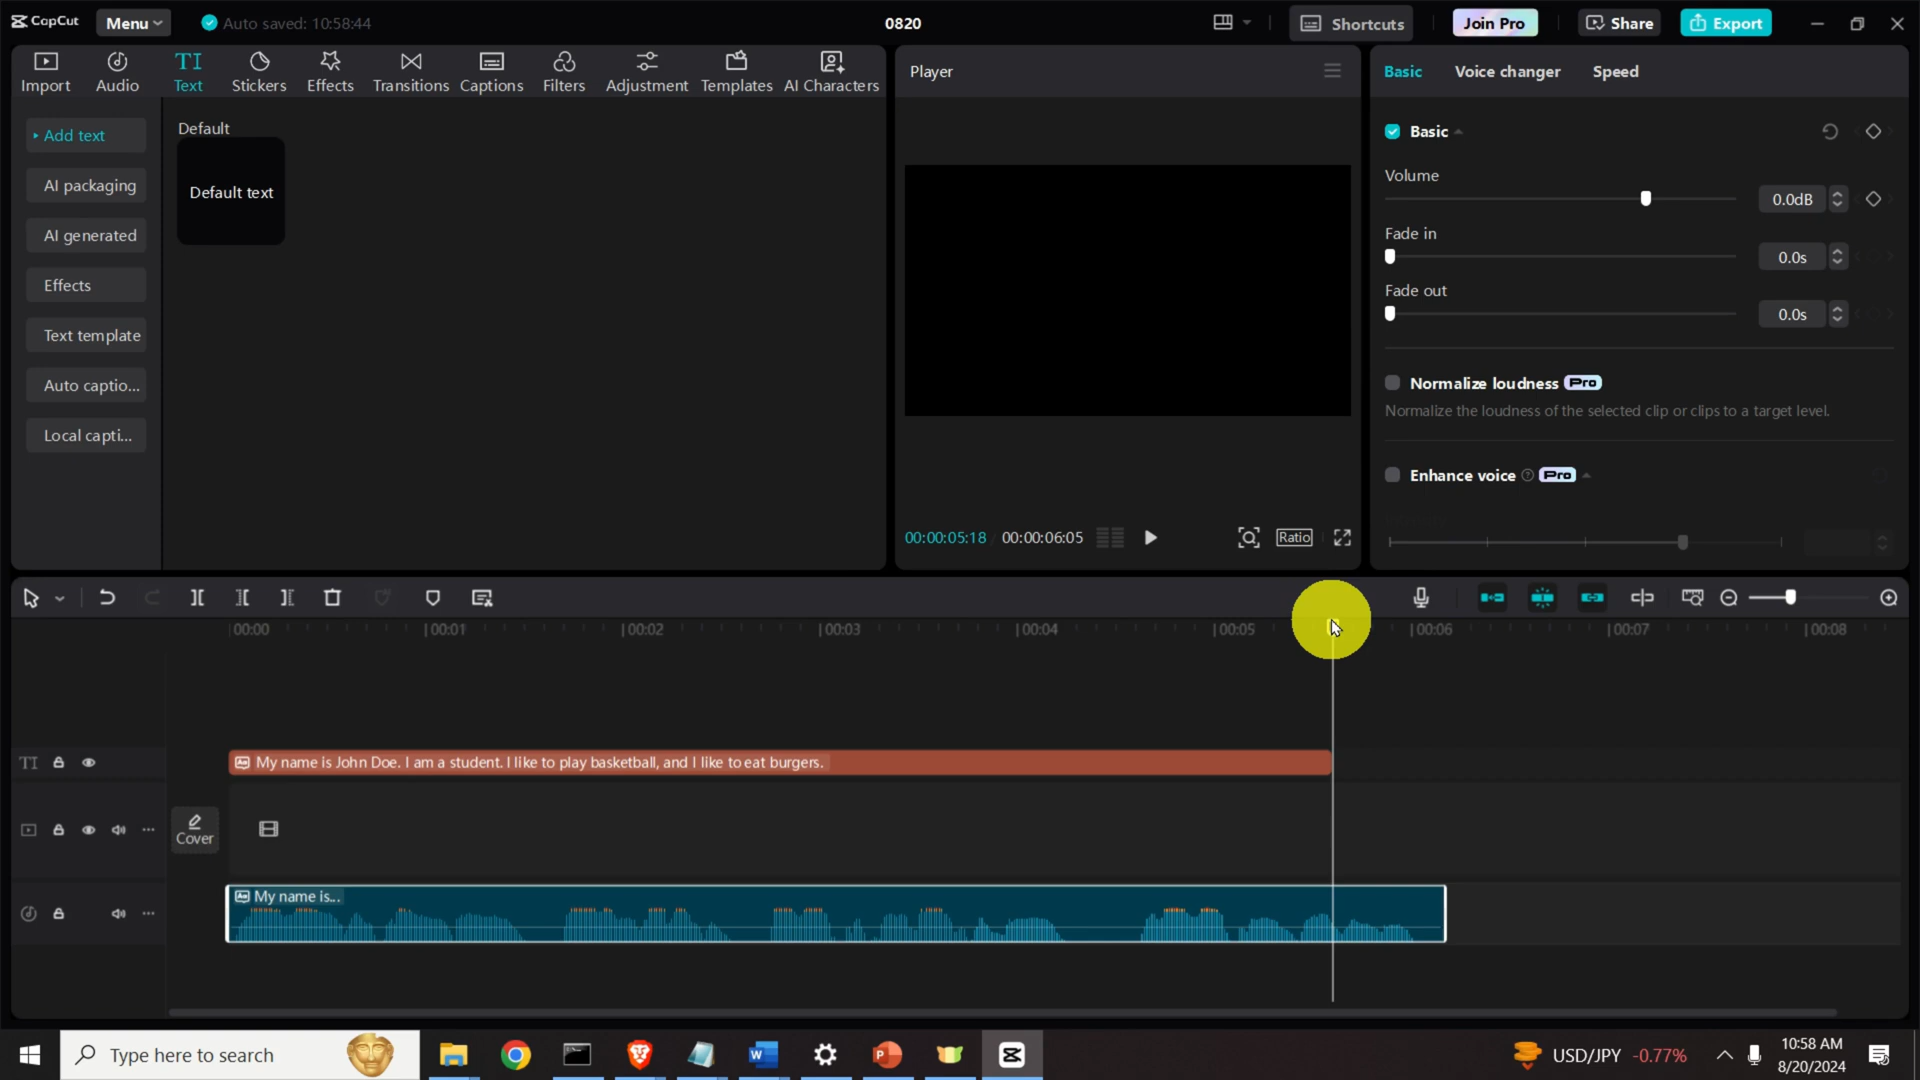 CapCut
Menu
Auto saved: 10:58:44
0820
Shortcuts
Join Pro
Share
Export
Import
Audio
TI
Text
Stickers
Effects
Transitions
Captions
Filters
Adjustment
Templates
AI Characters
Player
Basic
Voice changer
Speed
Add text
AI packaging
AI generated
Effects
Text template
Auto captio...
Local capti...
Default
Default text
Basic
Volume
0.0dB
Fade in
0.0s
Fade out
0.0s
Normalize loudness Pro
Normalize the loudness of the selected clip or clips to a target level.
Enhance voice Pro
00:00:05:18
00:00:06:05
Ratio
00:00
00:01
00:02
00:03
00:04
00:05
00:06
00:07
00:08
TI
My name is John Doe. I am a student. I like to play basketball, and I like to eat burgers.
Cover
My name is...
Type here to search
USD/JPY -0.77%
10:58 AM
8/20/2024